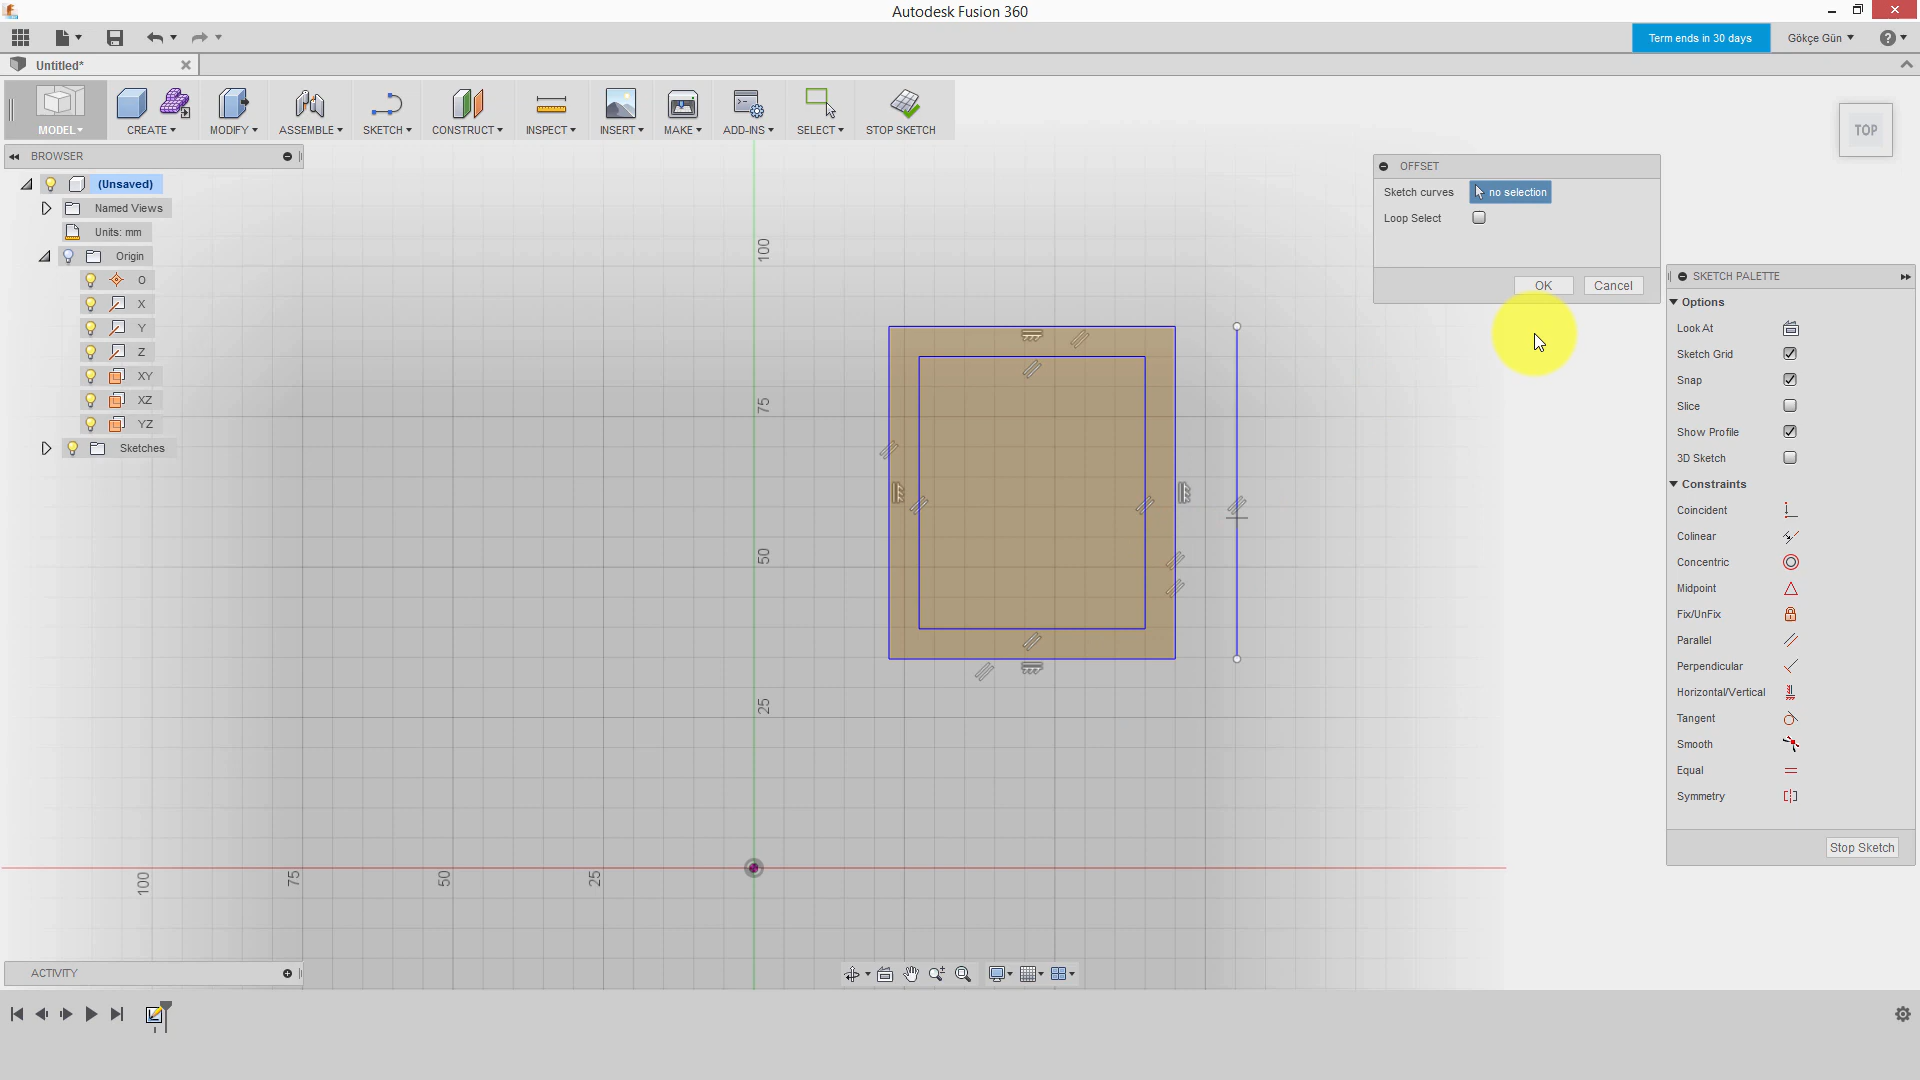 Autodesk Fusion 360
Term ends in 30 days
Gökçe Gün
Untitled*
MODEL
CREATE
MODIFY
ASSEMBLE
SKETCH
CONSTRUCT
INSPECT
INSERT
MAKE
ADD-INS
SELECT
STOP SKETCH
TOP
BROWSER
(Unsaved)
Named Views
Units: mm
Origin
O
X
Y
Z
XY
XZ
YZ
Sketches
OFFSET
Sketch curves no selection
Loop Select
OK Cancel
SKETCH PALETTE
Options
Look At
Sketch Grid
Snap
Slice
Show Profile
3D Sketch
Constraints
Coincident
Colinear
Concentric
Midpoint
Fix/UnFix
Parallel
Perpendicular
Horizontal/Vertical
Tangent
Smooth
Equal
Symmetry
Stop Sketch
100
75
50
25
100
75
50
25
ACTIVITY